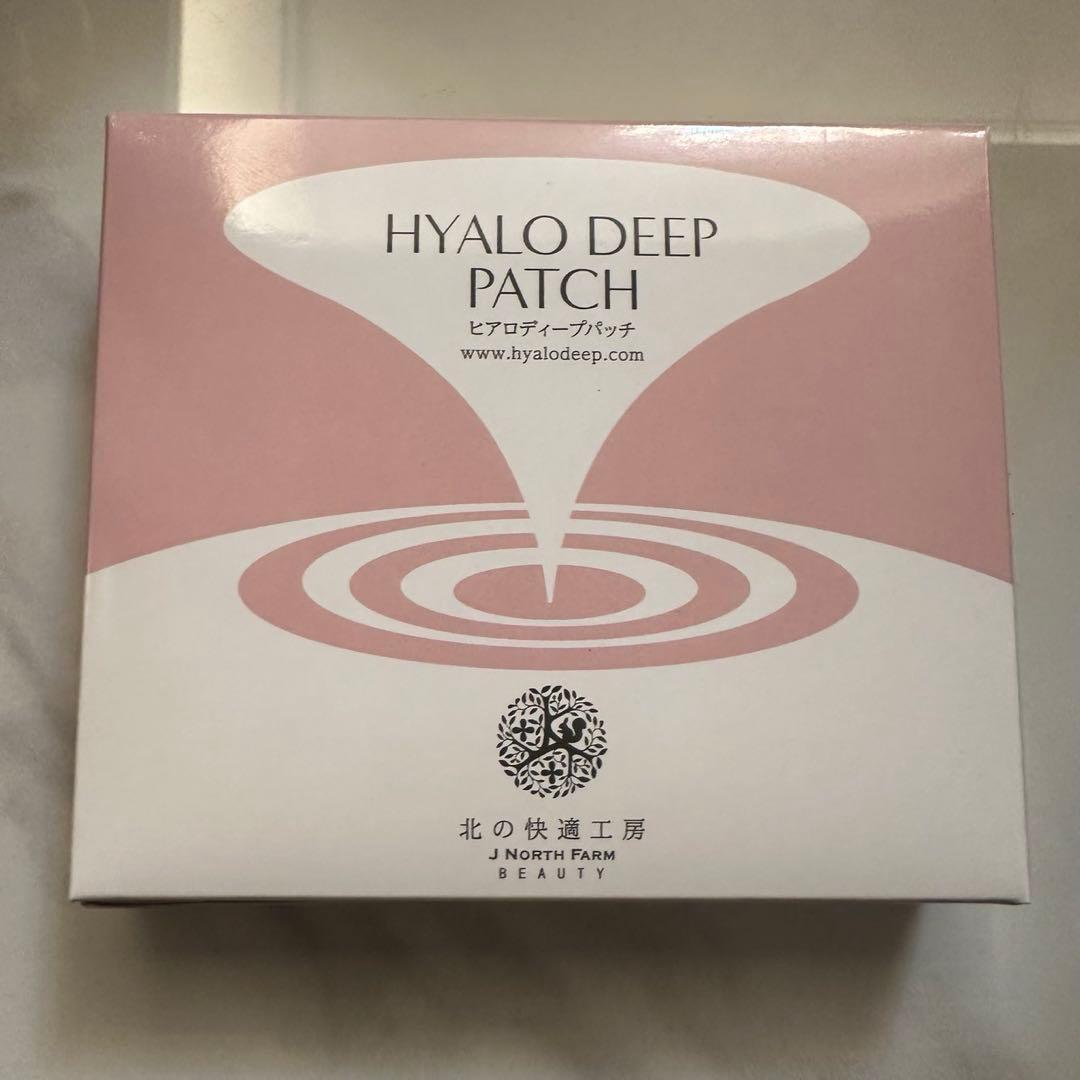 HYALO DEEP
PATCH
ヒアロディープパッチ
www.hyalodeep.com
北の快適工房
J NORTH FARM
BEAUTY